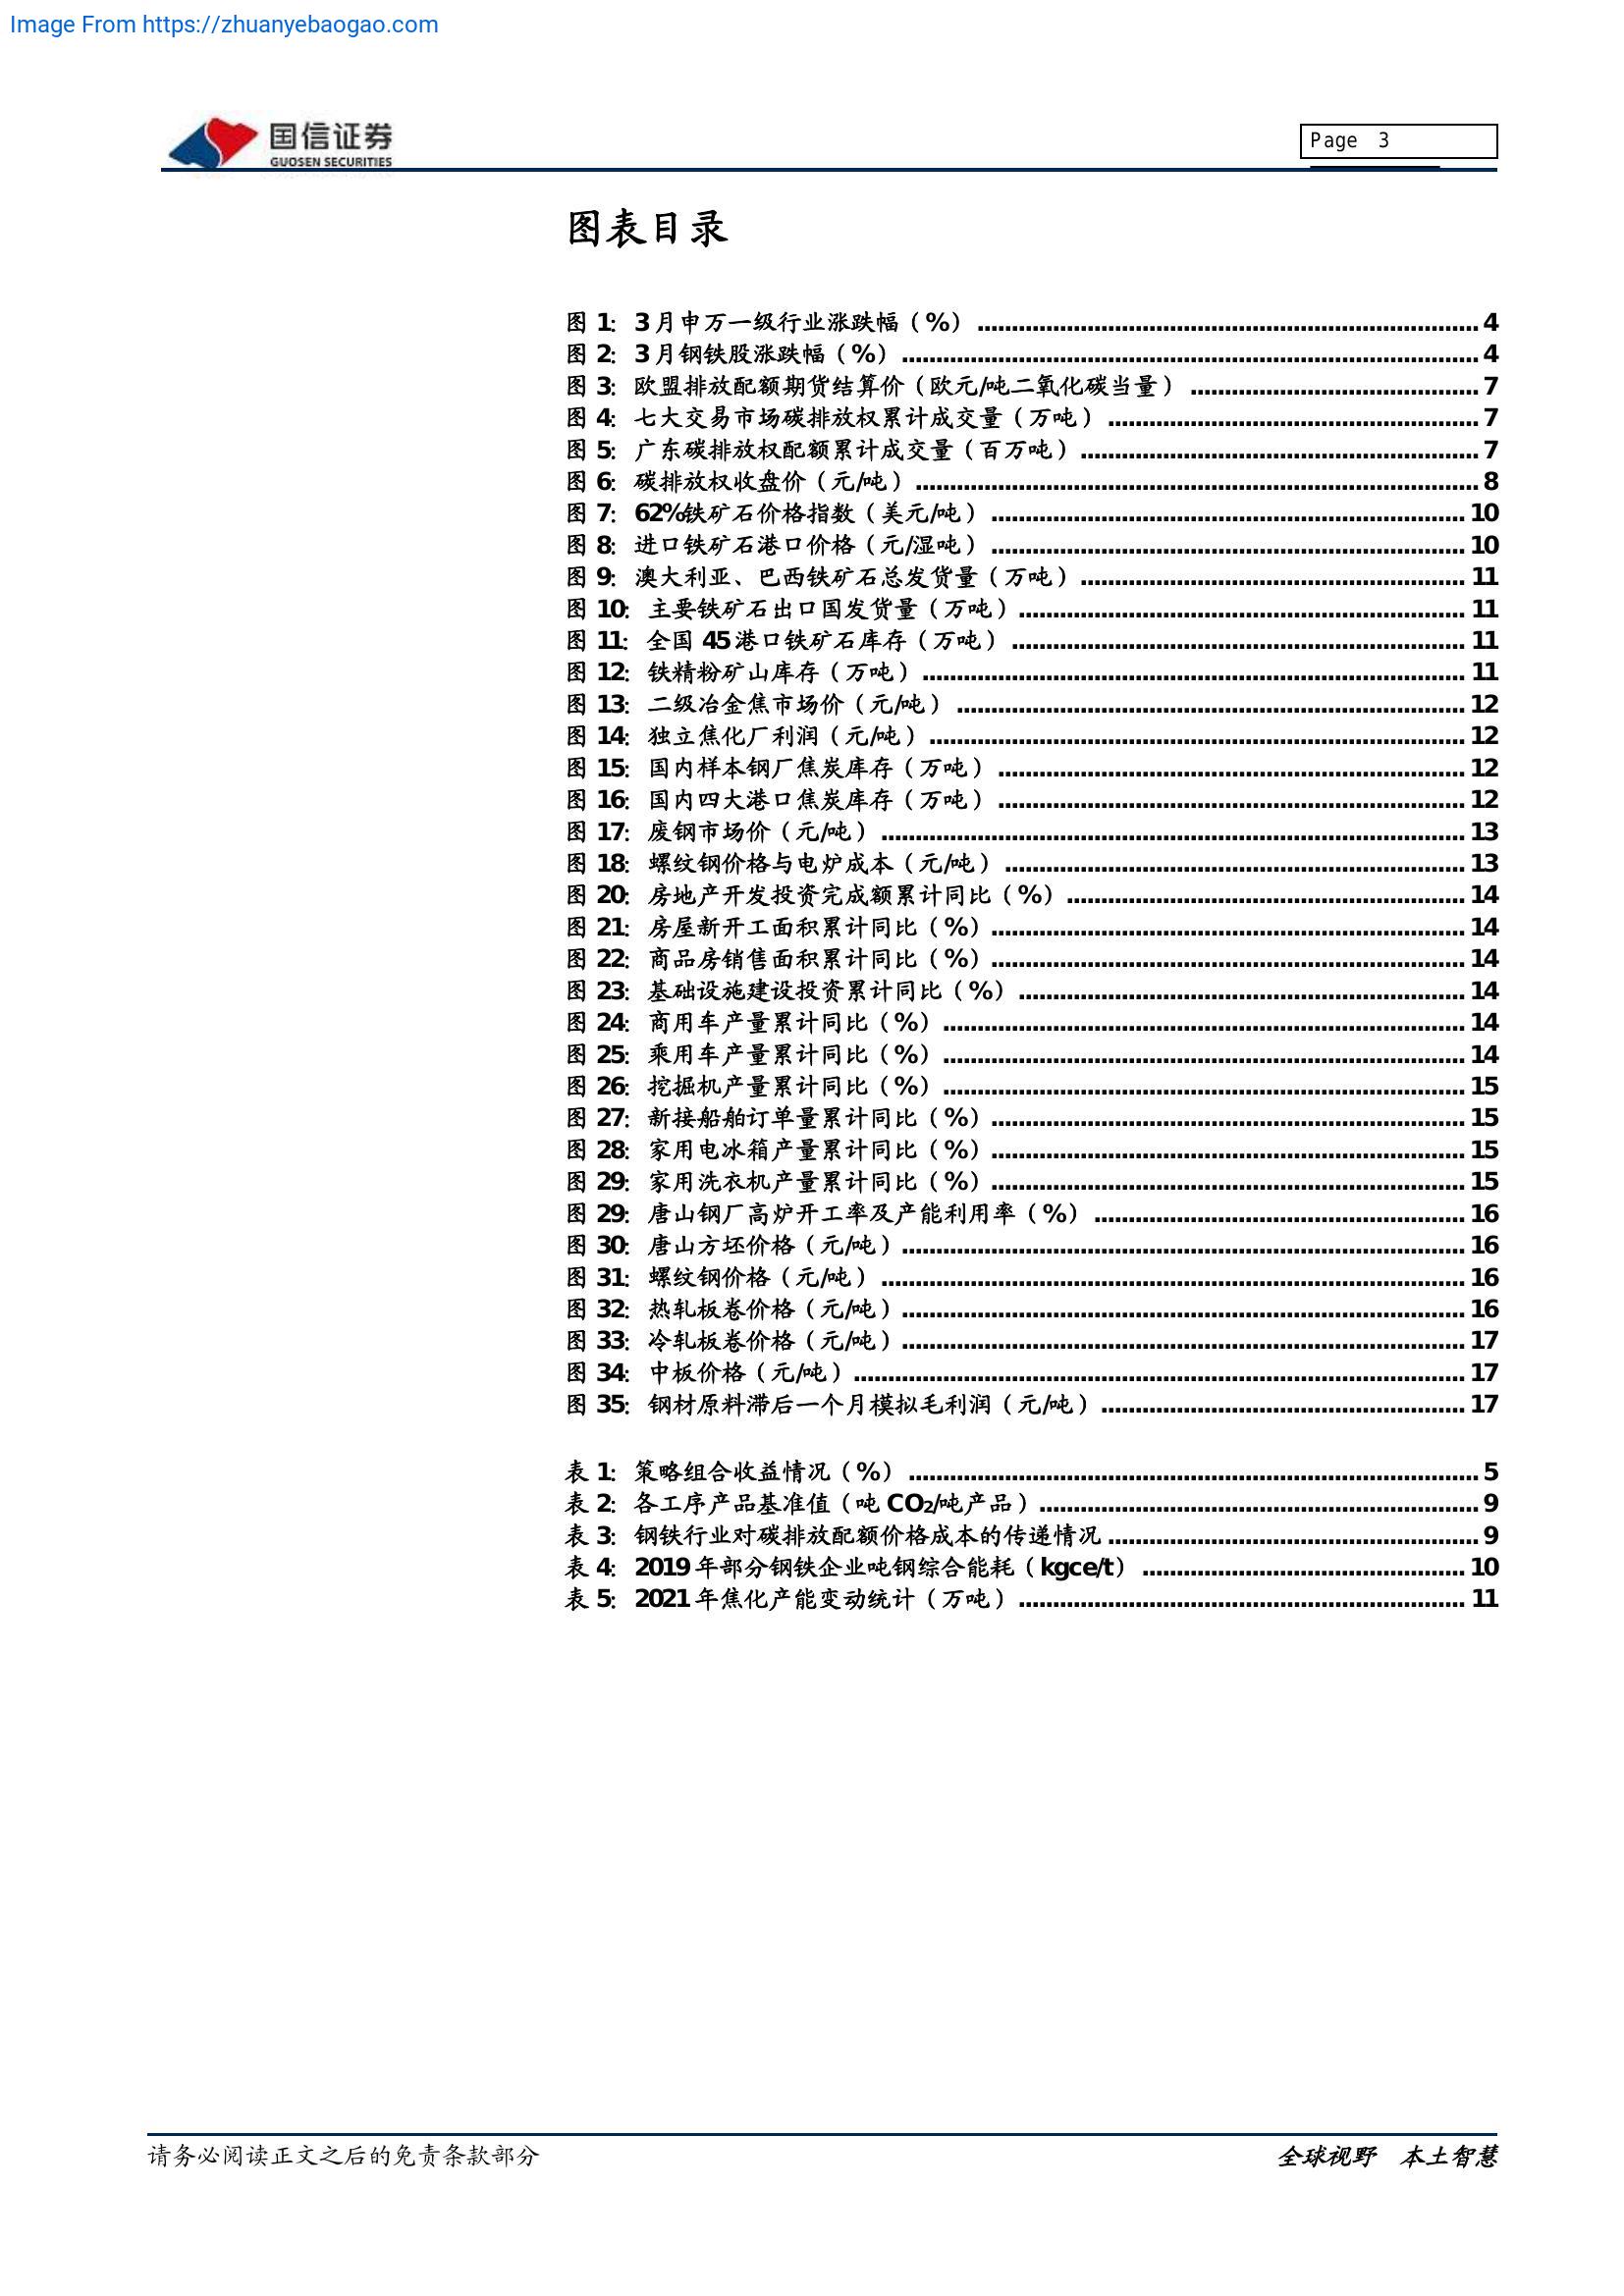 Image From https://zhuanyebaogao.com
国信证券
GUOSEN SECURITIES
Page 3
图表目录
图 1: 3 月申万一级行业涨跌幅（%） ........................................ 4
图 2: 3 月钢铁股涨跌幅（%） ........................................ 4
图 3: 欧盟排放配额期货结算价（欧元/吨二氧化碳当量） ........................................ 7
图 4: 七大交易市场碳排放权累计成交量（万吨） ........................................ 7
图 5: 广东碳排放权配额累计成交量（百万吨） ........................................ 7
图 6: 碳排放权收盘价（元/吨） ........................................ 8
图 7: 62%铁矿石价格指数（美元/吨） ........................................ 10
图 8: 进口铁矿石港口价格（元/湿吨） ........................................ 10
图 9: 澳大利亚、巴西铁矿石总发货量（万吨） ........................................ 11
图 10: 主要铁矿石出口国发货量（万吨） ........................................ 11
图 11: 全国 45 港口铁矿石库存（万吨） ........................................ 11
图 12: 铁精粉矿山库存（万吨） ........................................ 11
图 13: 二级冶金焦市场价（元/吨） ........................................ 12
图 14: 独立焦化厂利润（元/吨） ........................................ 12
图 15: 国内样本钢厂焦炭库存（万吨） ........................................ 12
图 16: 国内四大港口焦炭库存（万吨） ........................................ 12
图 17: 废钢市场价（元/吨） ........................................ 13
图 18: 螺纹钢价格与电炉成本（元/吨） ........................................ 13
图 20: 房地产开发投资完成额累计同比（%） ........................................ 14
图 21: 房屋新开工面积累计同比（%） ........................................ 14
图 22: 商品房销售面积累计同比（%） ........................................ 14
图 23: 基础设施建设投资累计同比（%） ........................................ 14
图 24: 商用车产量累计同比（%） ........................................ 14
图 25: 乘用车产量累计同比（%） ........................................ 14
图 26: 挖掘机产量累计同比（%） ........................................ 15
图 27: 新接船舶订单量累计同比（%） ........................................ 15
图 28: 家用电冰箱产量累计同比（%） ........................................ 15
图 29: 家用洗衣机产量累计同比（%） ........................................ 15
图 29: 唐山钢厂高炉开工率及产能利用率（%） ........................................ 16
图 30: 唐山方坯价格（元/吨） ........................................ 16
图 31: 螺纹钢价格（元/吨） ........................................ 16
图 32: 热轧板卷价格（元/吨） ........................................ 16
图 33: 冷轧板卷价格（元/吨） ........................................ 17
图 34: 中板价格（元/吨） ........................................ 17
图 35: 钢材原料滞后一个月模拟毛利润（元/吨） ........................................ 17
表 1: 策略组合收益情况（%） ........................................ 5
表 2: 各工序产品基准值（吨 CO₂/吨产品） ........................................ 9
表 3: 钢铁行业对碳排放配额价格成本的传递情况 ........................................ 9
表 4: 2019 年部分钢铁企业吨钢综合能耗（kgce/t） ........................................ 10
表 5: 2021 年焦化产能变动统计（万吨） ........................................ 11
请务必阅读正文之后的免责条款部分
全球视野 本土智慧